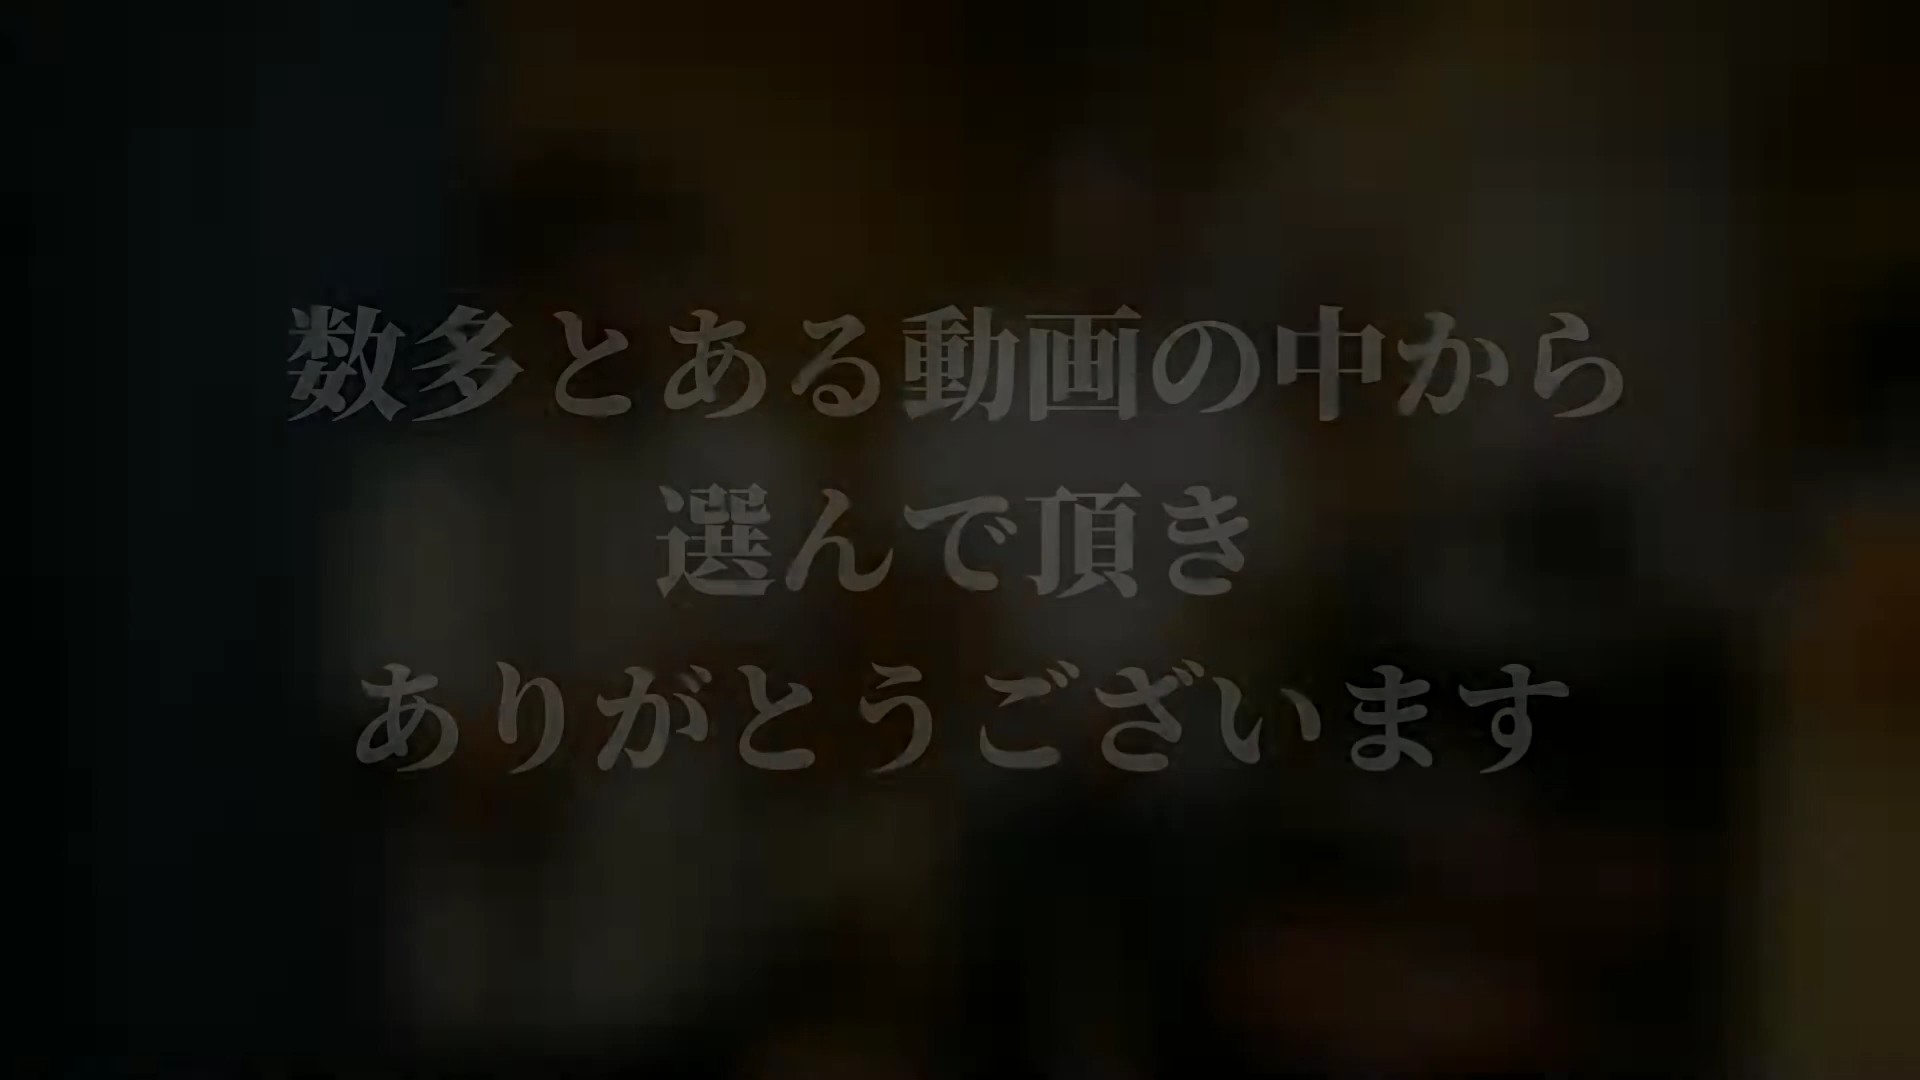 数多とある動画の中から
選んで頂き
ありがとうございます